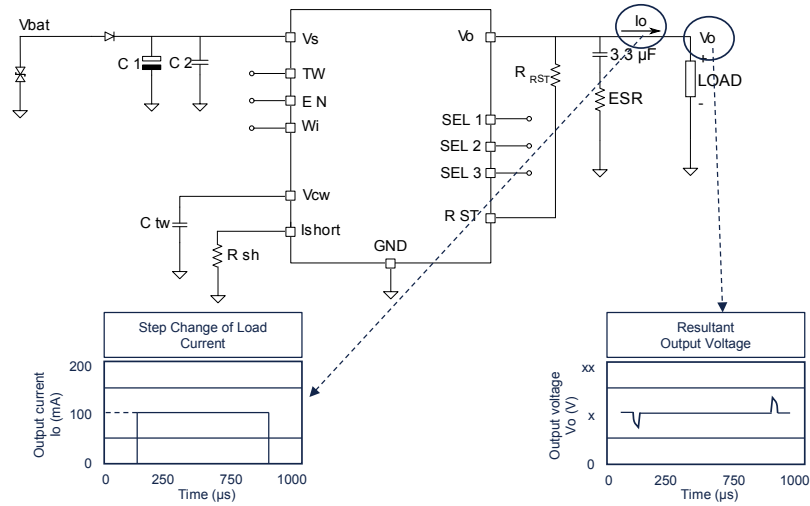 Vbat
C 1
C 2
Vs
TW
E N
Wi
Vcw
Ishort
C tw
R sh
GND
Vo
SEL 1
SEL 2
SEL 3
R ST
R RST
3.3 µF
ESR
Io
Vo
+
LOAD
-
Step Change of Load
Current
Output current
Io (mA)
200
100
0
0 250 750 1000
Time (µs)
Resultant
Output Voltage
Output voltage
Vo (V)
xx
x
0
0 250 750 1000
Time (µs)